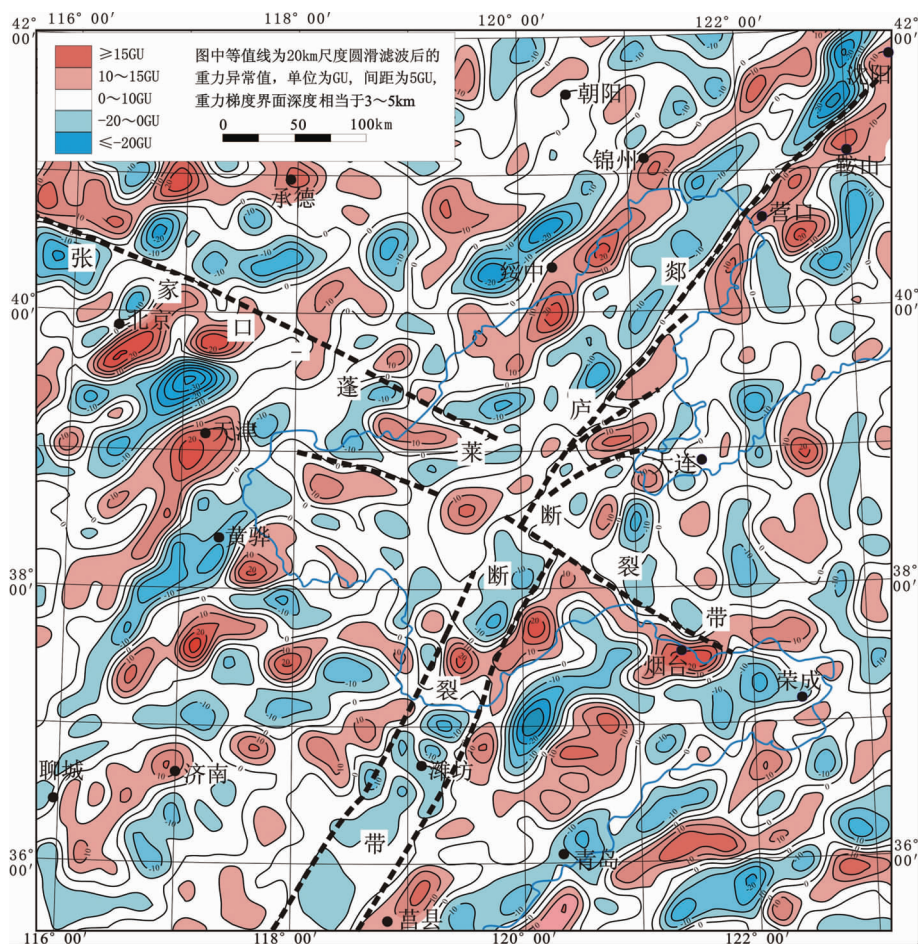 116° 00′ 118° 00′ 120° 00′ 122° 00′
42°
00′
42°
00′
≥15GU
10～15GU
0～10GU
-20～0GU
≤-20GU
图中等值线为20km尺度圆滑滤波后的
重力异常值，单位为GU，间距为5GU，
重力梯度界面深度相当于3～5km
0 50 100km
沈阳
朝阳
锦州
鞍山
承德
营口
张
绥中
郯
家
40°
00′
40°
00′
北京
口
一
蓬
庐
天津
莱
大连
断
黄骅
断
裂
38°
00′
38°
00′
带
烟台
裂
荣成
聊城
济南
潍坊
带
36°
00′
36°
00′
青岛
莒县
116° 00′ 118° 00′ 120° 00′ 122° 00′